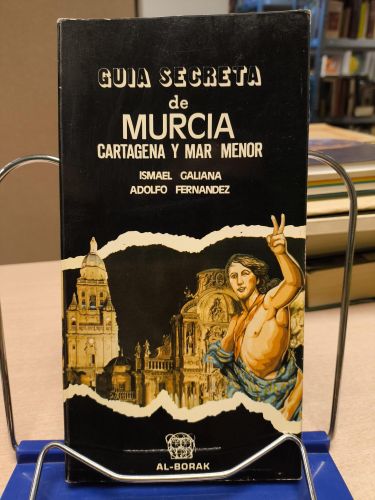 GUIA SECRETA
de
MURCIA
CARTAGENA Y MAR MENOR
ISMAEL GALIANA
ADOLFO FERNANDEZ
AL-BORAK